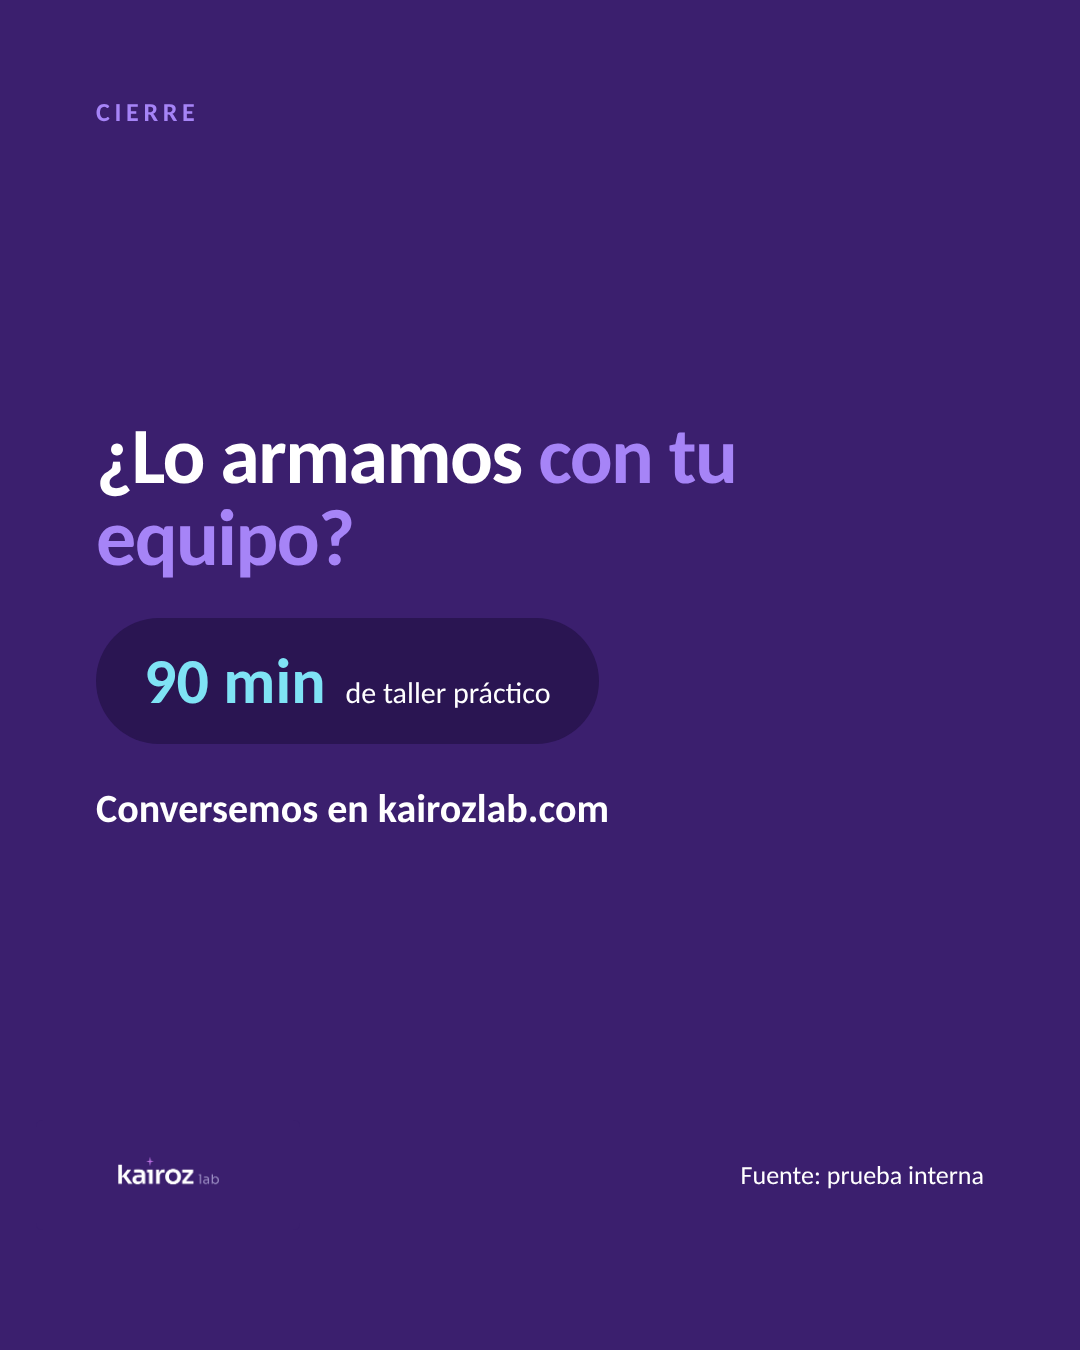 CIERRE
¿Lo armamos con tu
equipo?
90 min de taller práctico
Conversemos en kairozlab.com
kairoz lab
Fuente: prueba interna